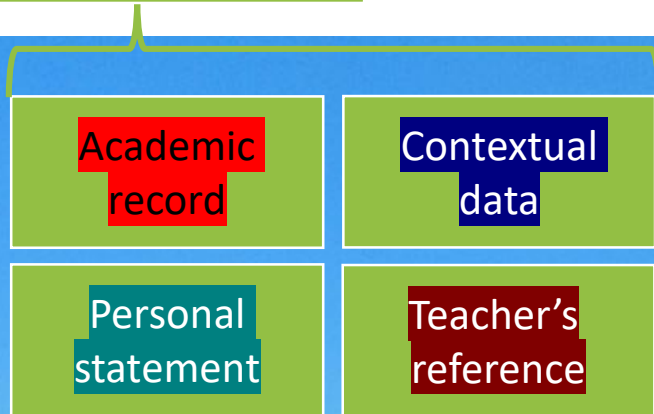 Academic
record
Contextual
data
Personal
statement
Teacher’s
reference